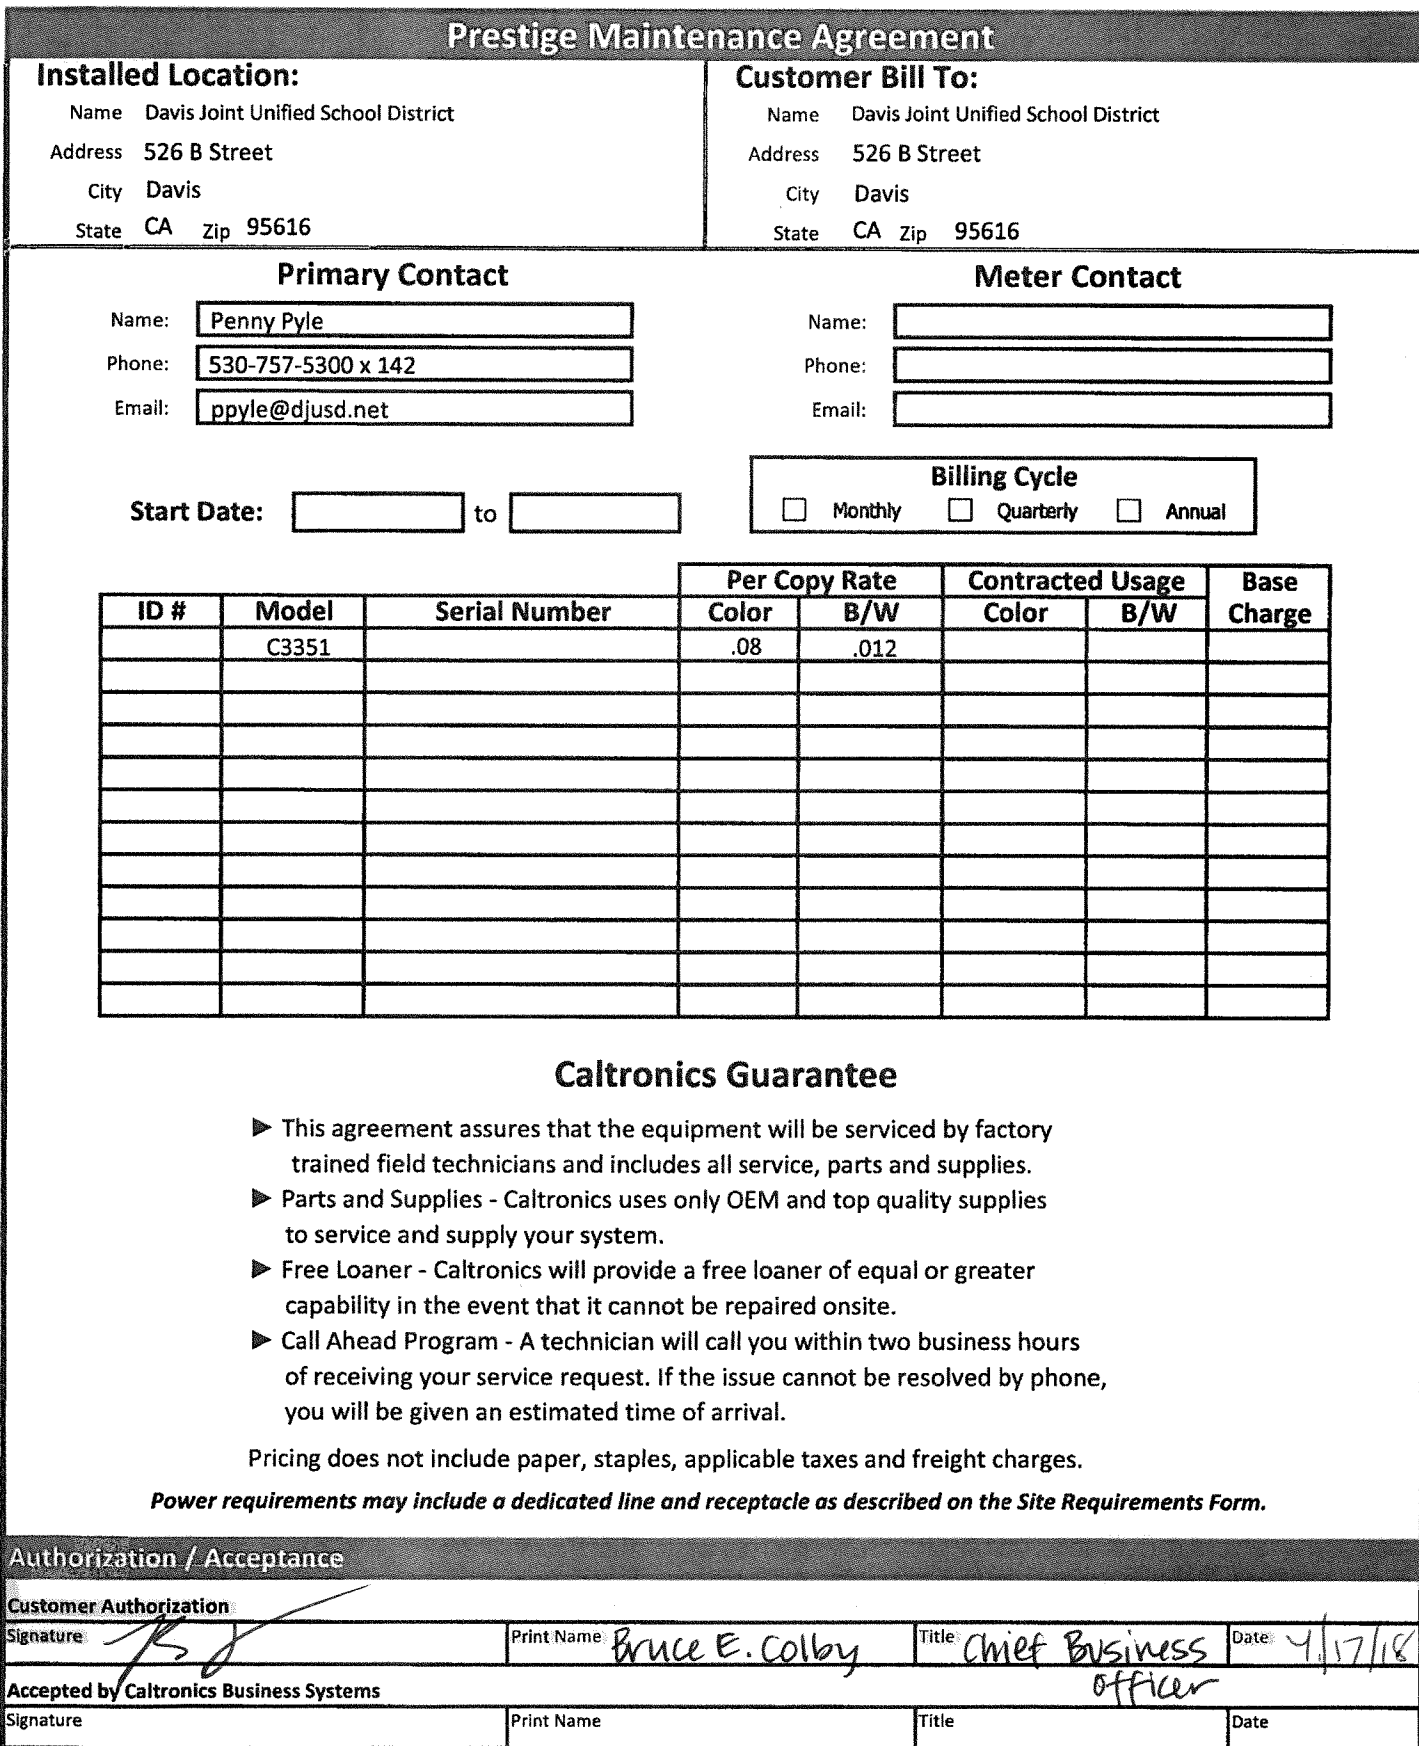 Prestige Maintenance Agreement
Installed Location:
Name Davis Joint Unified School District
Address 526 B Street
City Davis
State CA Zip 95616
Customer Bill To:
Name Davis Joint Unified School District
Address 526 B Street
City Davis
State CA Zip 95616
Primary Contact
Name: Penny Pyle
Phone: 530-757-5300 x 142
Email: ppyle@djusd.net
Meter Contact
Name:
Phone:
Email:
Start Date: to
Billing Cycle
Monthly Quarterly Annual
Per Copy Rate Contracted Usage Base
ID # Model Serial Number Color B/W Color B/W Charge
C3351 .08 .012
Caltronics Guarantee
▶ This agreement assures that the equipment will be serviced by factory
trained field technicians and includes all service, parts and supplies.
▶ Parts and Supplies - Caltronics uses only OEM and top quality supplies
to service and supply your system.
▶ Free Loaner - Caltronics will provide a free loaner of equal or greater
capability in the event that it cannot be repaired onsite.
▶ Call Ahead Program - A technician will call you within two business hours
of receiving your service request. If the issue cannot be resolved by phone,
you will be given an estimated time of arrival.
Pricing does not include paper, staples, applicable taxes and freight charges.
Power requirements may include a dedicated line and receptacle as described on the Site Requirements Form.
Authorization / Acceptance
Customer Authorization
Signature Print Name Bruce E. Colby Title Chief Business Date 4/17/18
Officer
Accepted by Caltronics Business Systems
Signature Print Name Title Date